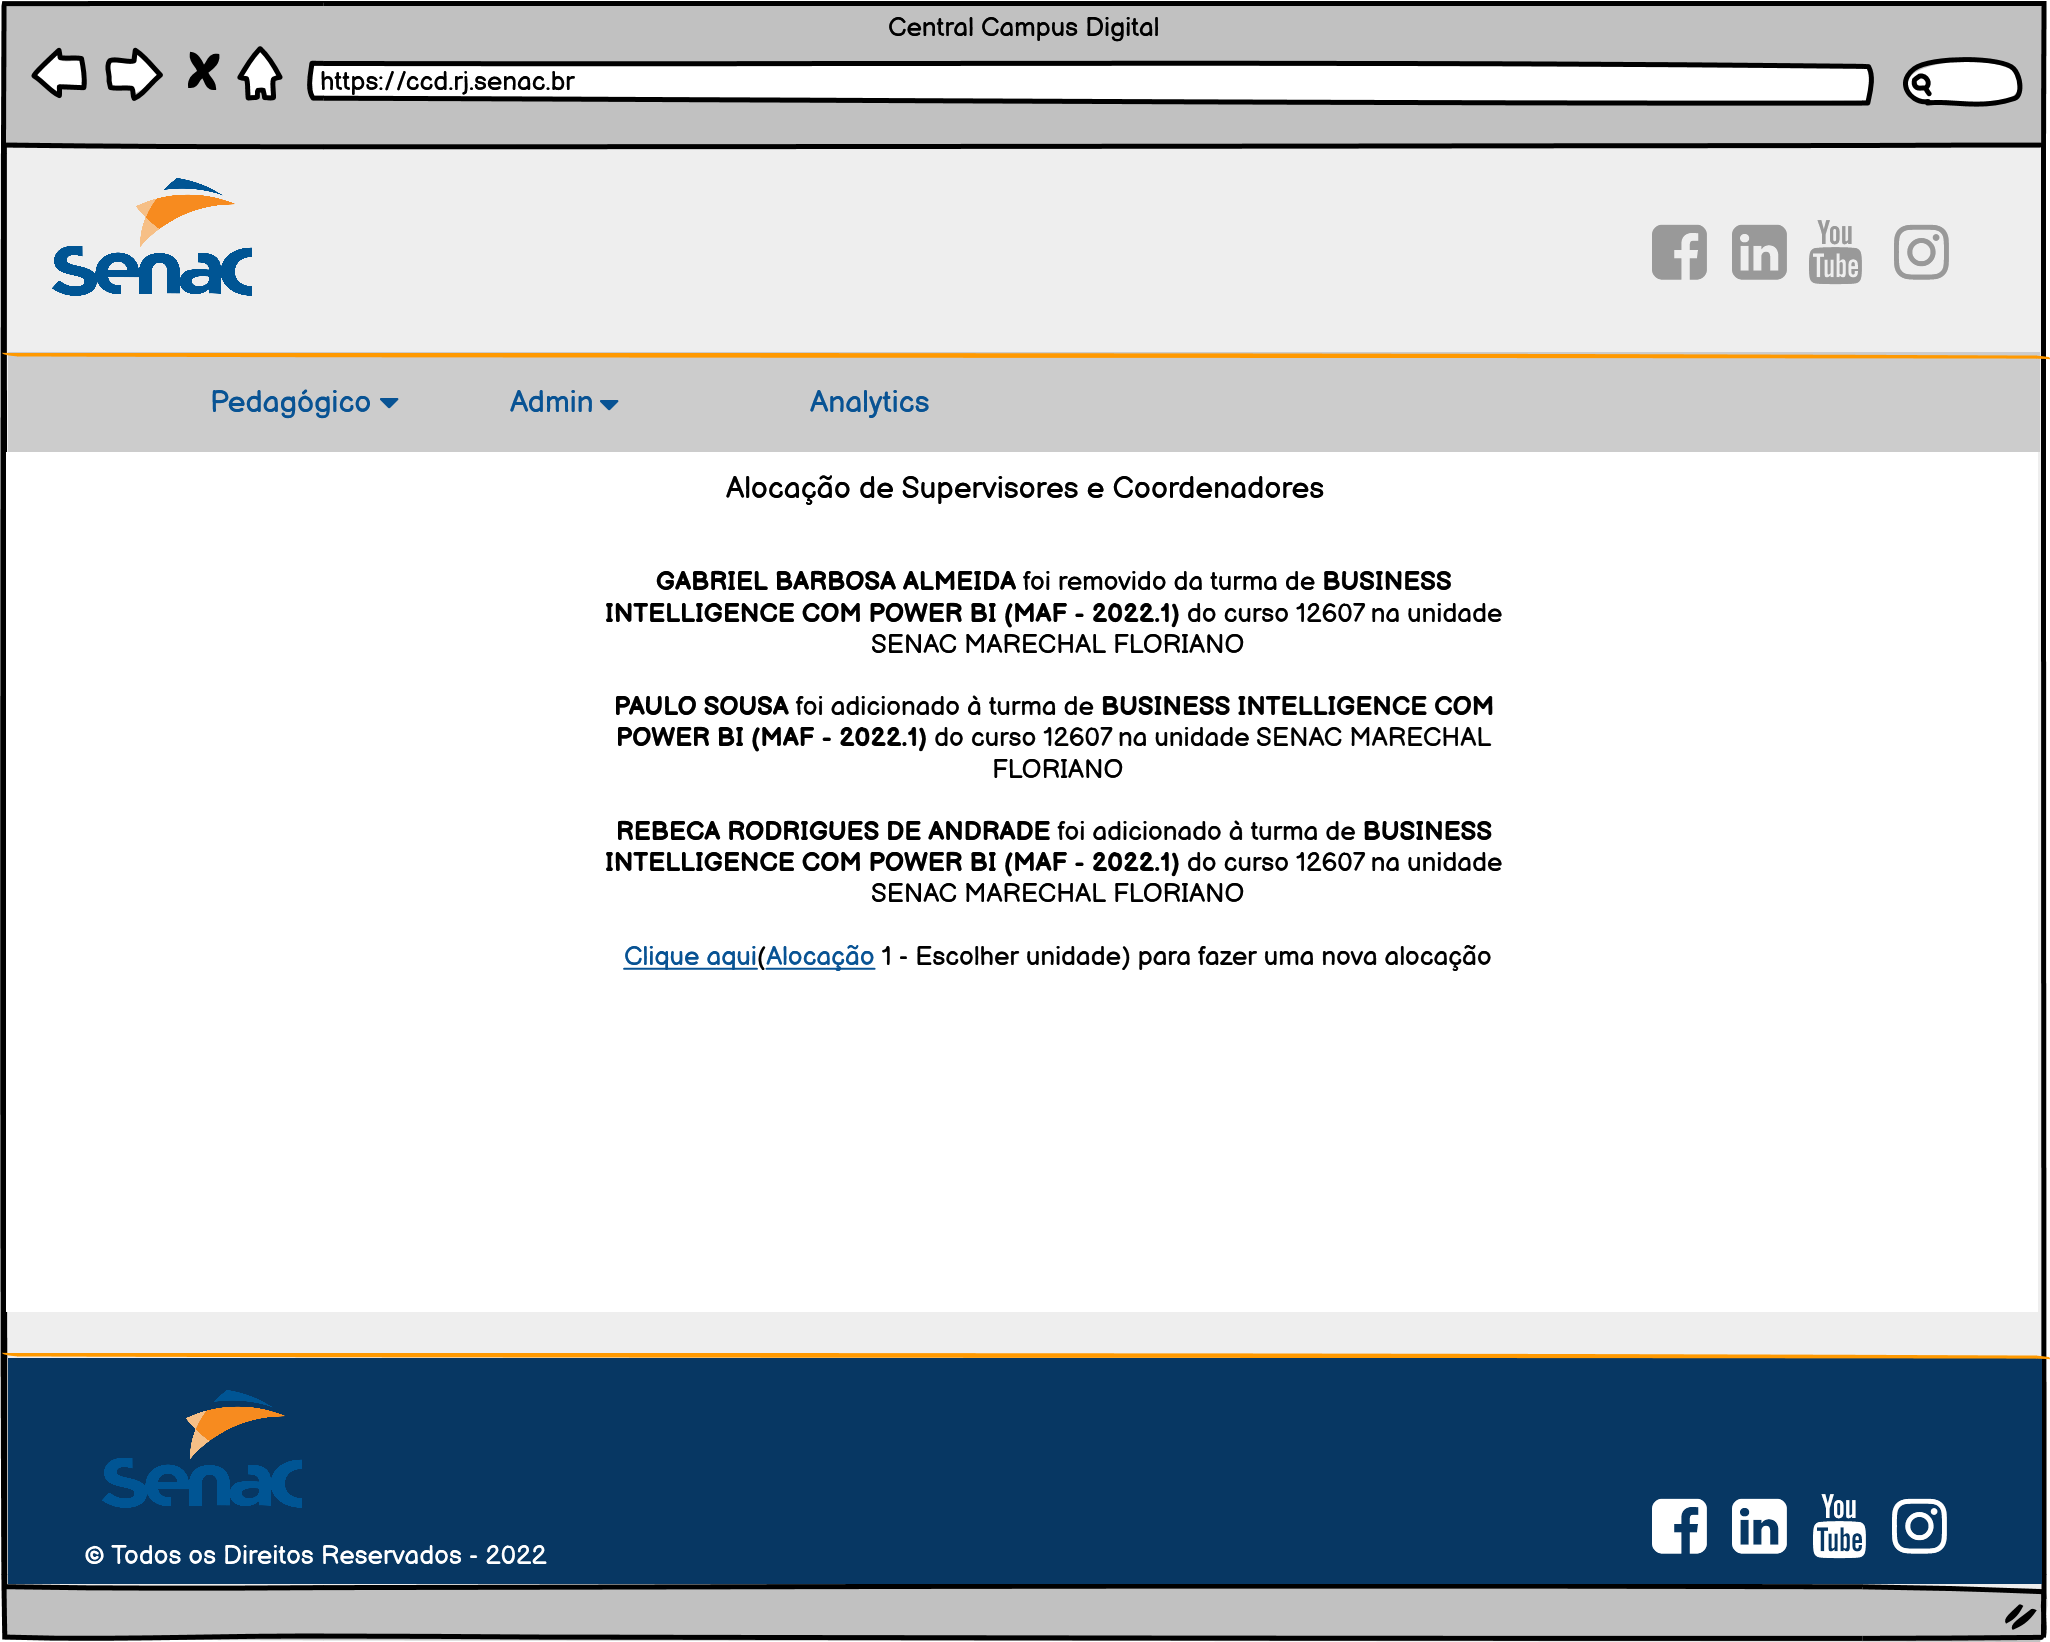 Central Campus Digital
https://ccd.rj.senac.br
Senac
You
Tube
Pedagógico
Admin
Analytics
Alocação de Supervisores e Coordenadores
GABRIEL BARBOSA ALMEIDA foi removido da turma de BUSINESS
INTELLIGENCE COM POWER BI (MAF - 2022.1) do curso 12607 na unidade
SENAC MARECHAL FLORIANO
PAULO SOUSA foi adicionado à turma de BUSINESS INTELLIGENCE COM
POWER BI (MAF - 2022.1) do curso 12607 na unidade SENAC MARECHAL
FLORIANO
REBECA RODRIGUES DE ANDRADE foi adicionado à turma de BUSINESS
INTELLIGENCE COM POWER BI (MAF - 2022.1) do curso 12607 na unidade
SENAC MARECHAL FLORIANO
Clique aqui(Alocação 1 - Escolher unidade) para fazer uma nova alocação
Senac
You
Tube
© Todos os Direitos Reservados - 2022